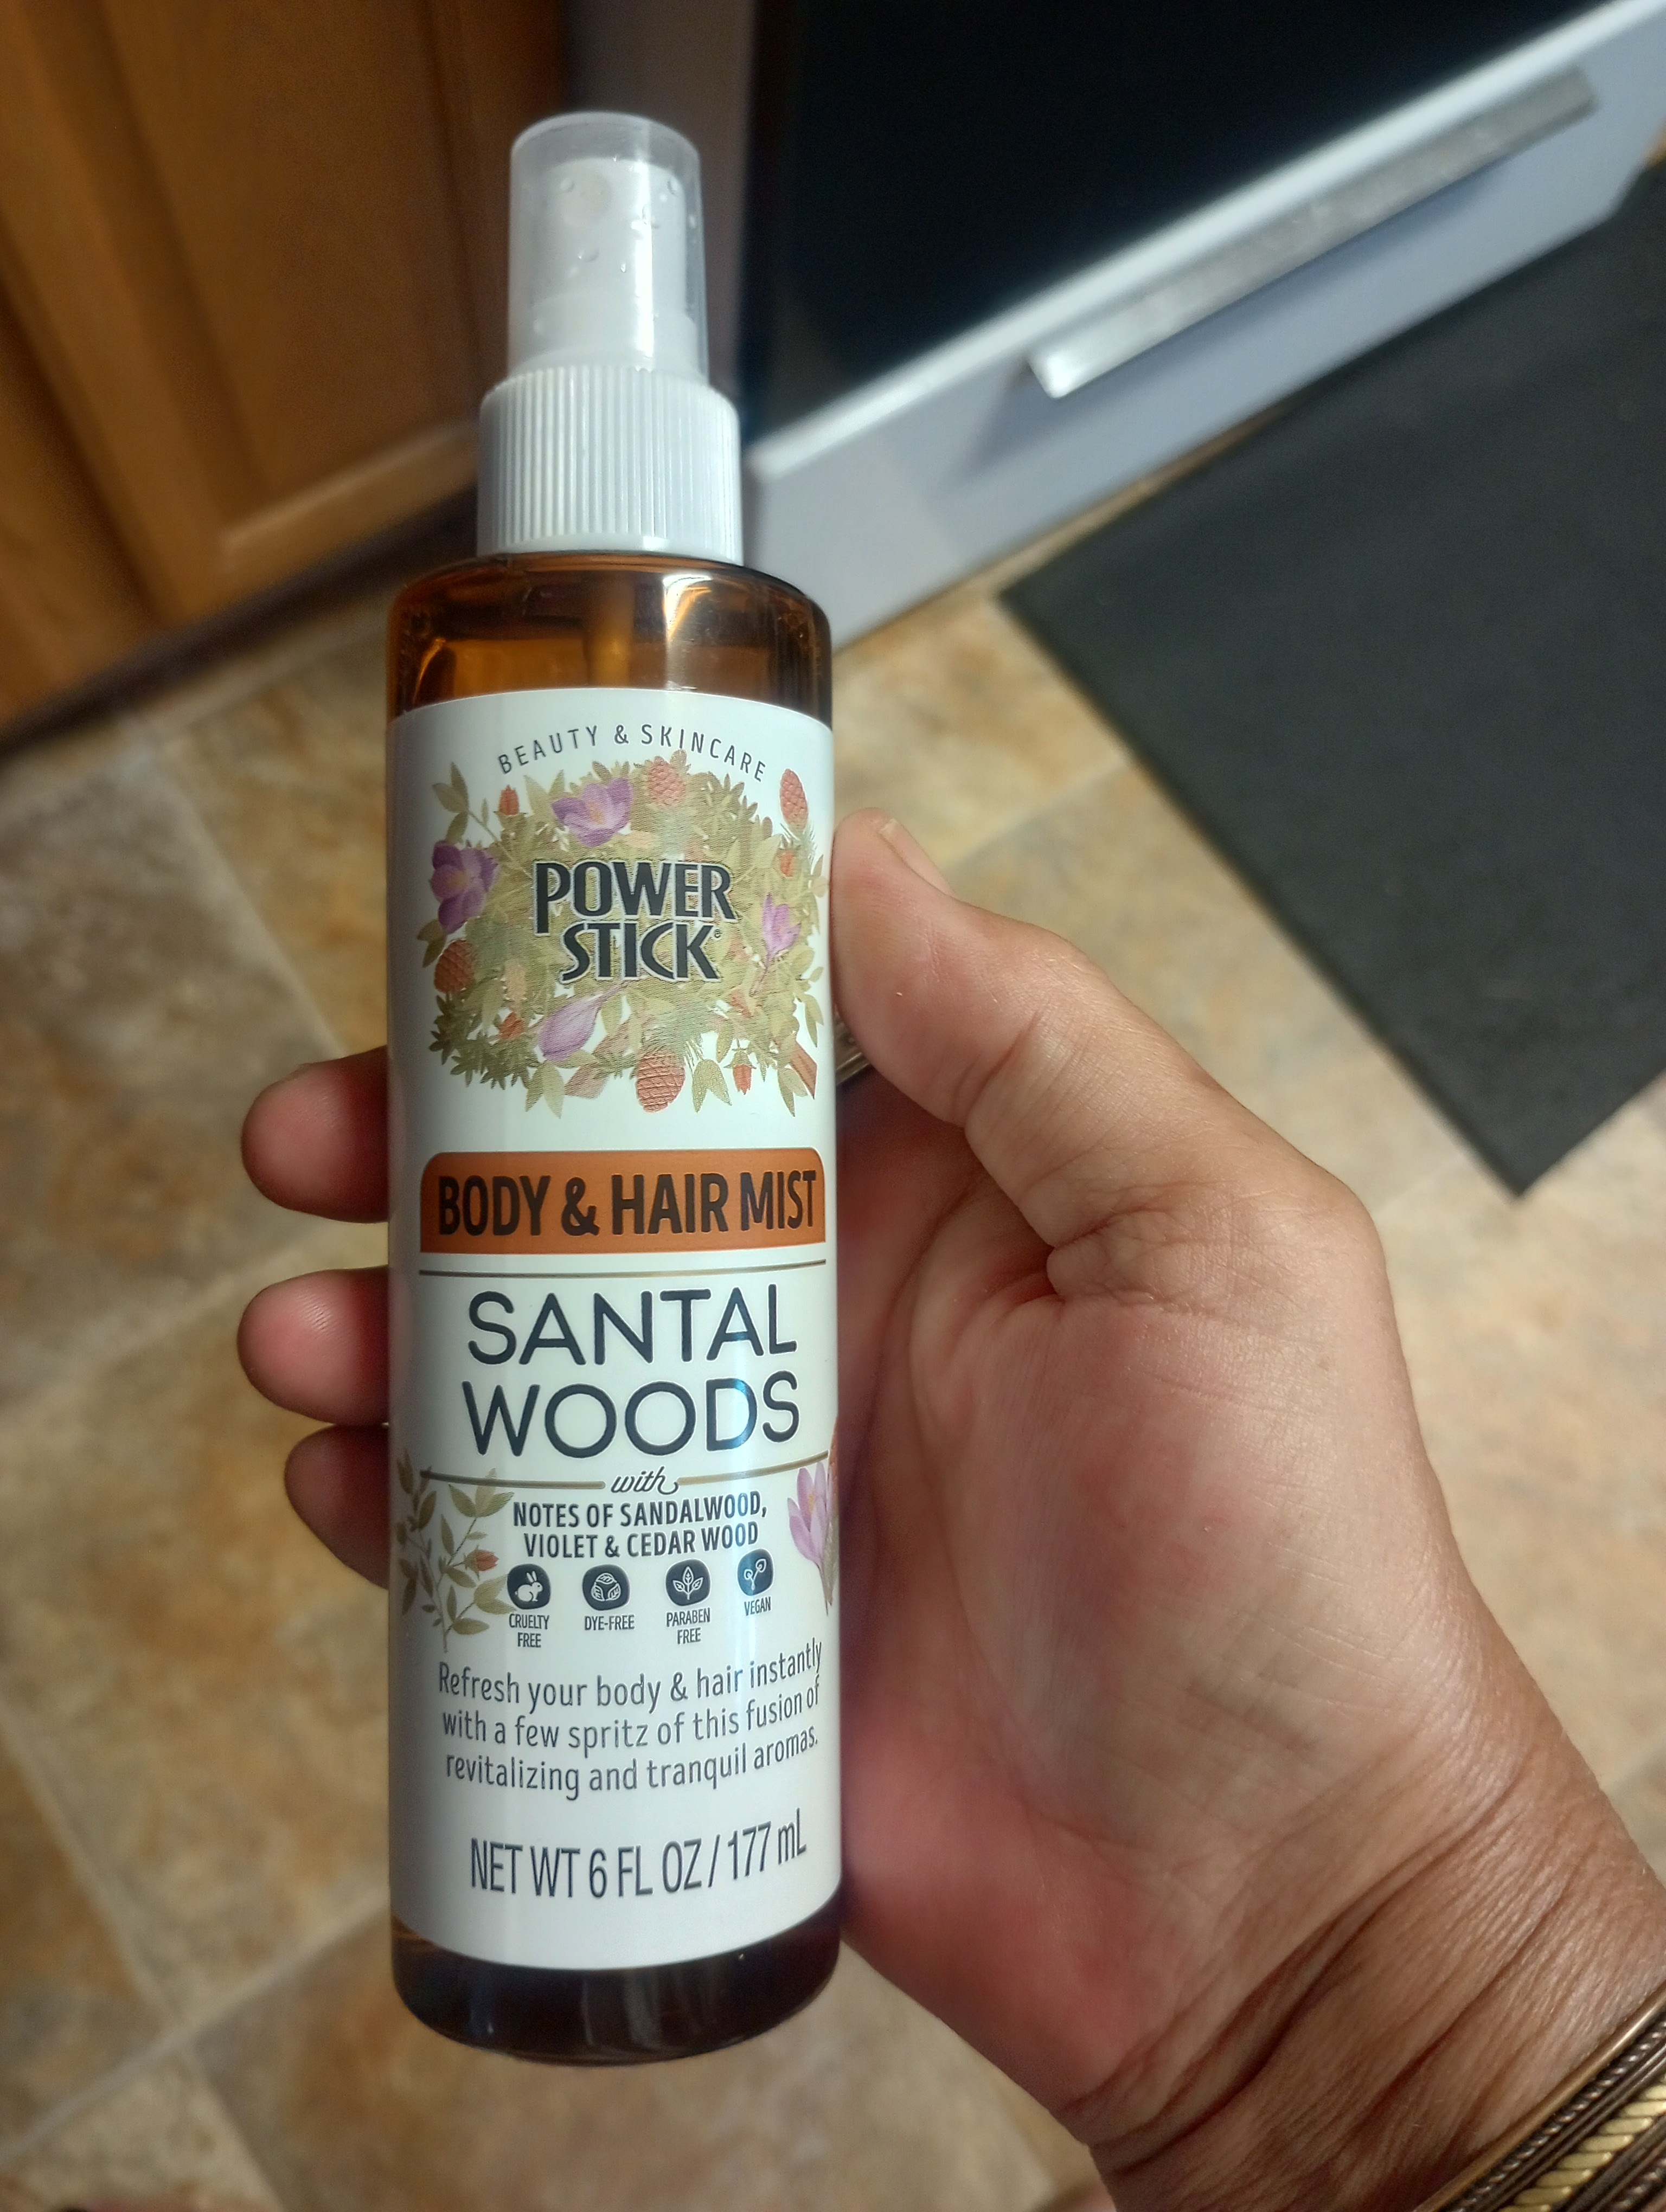 BEAUTY & SKINCARE
POWER
STICK®
BODY & HAIR MIST
SANTAL
WOODS
with
NOTES OF SANDALWOOD,
VIOLET & CEDAR WOOD
CRUELTY FREE
DYE-FREE
PARABEN FREE
VEGAN
Refresh your body & hair instantly
with a few spritz of this fusion of
revitalizing and tranquil aromas.
NET WT 6 FL OZ / 177 mL